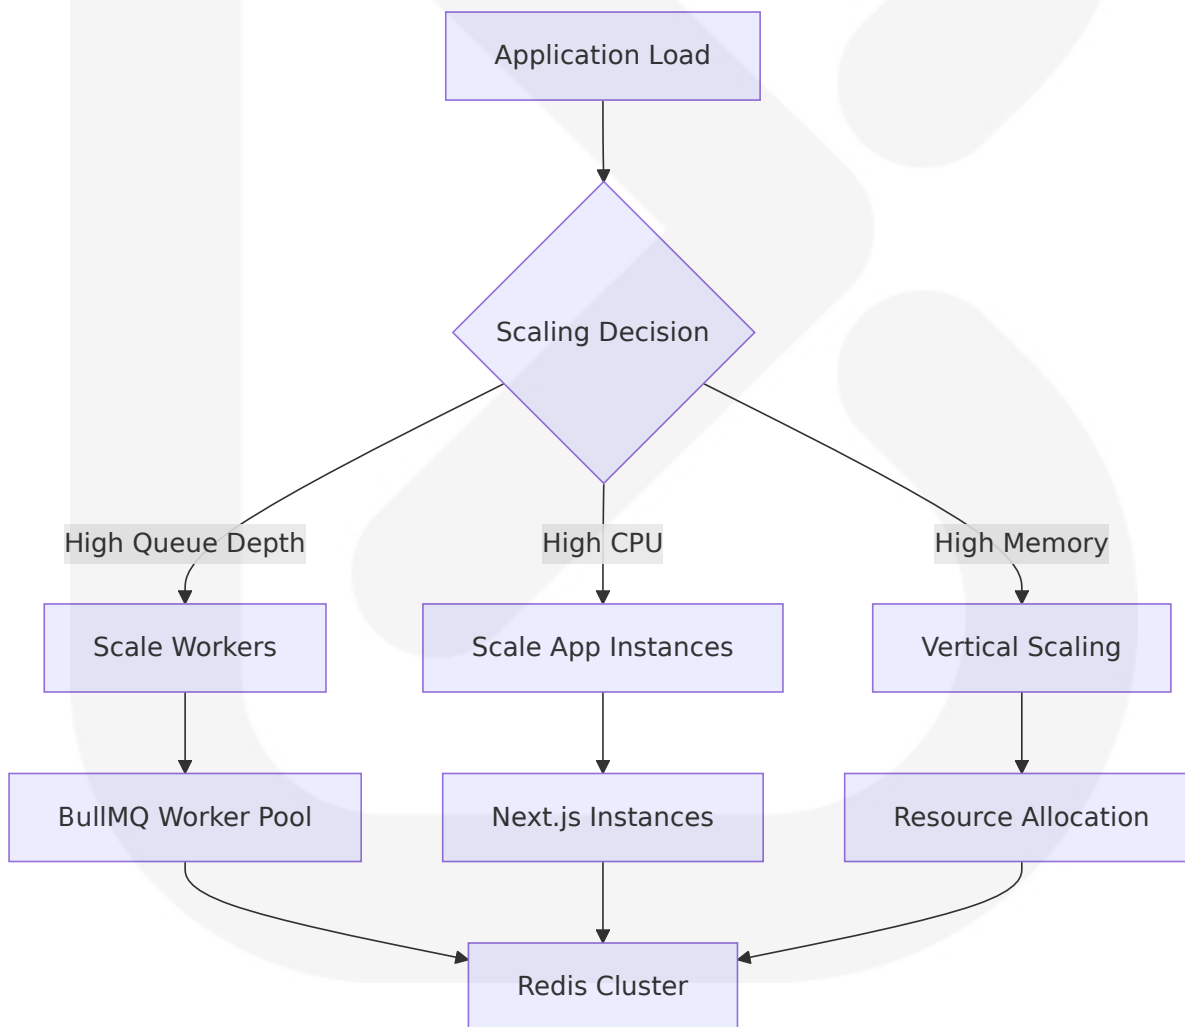 Application Load
Scaling Decision
High Queue Depth
High CPU
High Memory
Scale Workers
Scale App Instances
Vertical Scaling
BullMQ Worker Pool
Next.js Instances
Resource Allocation
Redis Cluster